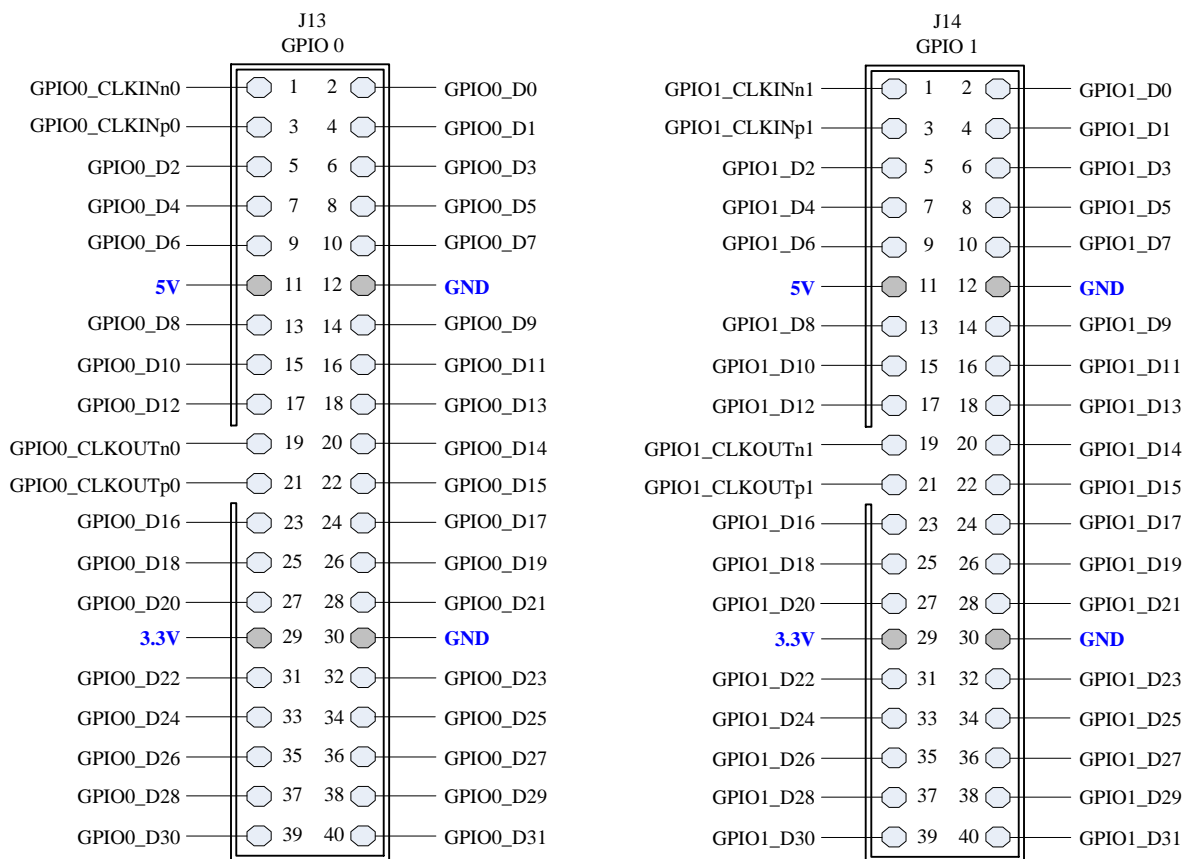 J13
GPIO 0
GPIO0_CLKINn0 1 2 GPIO0_D0
GPIO0_CLKINp0 3 4 GPIO0_D1
GPIO0_D2 5 6 GPIO0_D3
GPIO0_D4 7 8 GPIO0_D5
GPIO0_D6 9 10 GPIO0_D7
5V 11 12 GND
GPIO0_D8 13 14 GPIO0_D9
GPIO0_D10 15 16 GPIO0_D11
GPIO0_D12 17 18 GPIO0_D13
GPIO0_CLKOUTn0 19 20 GPIO0_D14
GPIO0_CLKOUTp0 21 22 GPIO0_D15
GPIO0_D16 23 24 GPIO0_D17
GPIO0_D18 25 26 GPIO0_D19
GPIO0_D20 27 28 GPIO0_D21
3.3V 29 30 GND
GPIO0_D22 31 32 GPIO0_D23
GPIO0_D24 33 34 GPIO0_D25
GPIO0_D26 35 36 GPIO0_D27
GPIO0_D28 37 38 GPIO0_D29
GPIO0_D30 39 40 GPIO0_D31
J14
GPIO 1
GPIO1_CLKINn1 1 2 GPIO1_D0
GPIO1_CLKINp1 3 4 GPIO1_D1
GPIO1_D2 5 6 GPIO1_D3
GPIO1_D4 7 8 GPIO1_D5
GPIO1_D6 9 10 GPIO1_D7
5V 11 12 GND
GPIO1_D8 13 14 GPIO1_D9
GPIO1_D10 15 16 GPIO1_D11
GPIO1_D12 17 18 GPIO1_D13
GPIO1_CLKOUTn1 19 20 GPIO1_D14
GPIO1_CLKOUTp1 21 22 GPIO1_D15
GPIO1_D16 23 24 GPIO1_D17
GPIO1_D18 25 26 GPIO1_D19
GPIO1_D20 27 28 GPIO1_D21
3.3V 29 30 GND
GPIO1_D22 31 32 GPIO1_D23
GPIO1_D24 33 34 GPIO1_D25
GPIO1_D26 35 36 GPIO1_D27
GPIO1_D28 37 38 GPIO1_D29
GPIO1_D30 39 40 GPIO1_D31